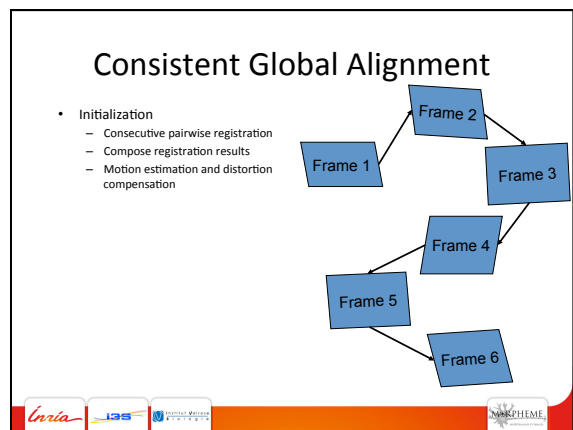 Consistent Global Alignment
• Initialization
– Consecutive pairwise registration
– Compose registration results
– Motion estimation and distortion
compensation
Frame 1
Frame 2
Frame 3
Frame 4
Frame 5
Frame 6
Inria
i3S
Institut
MORPHEME